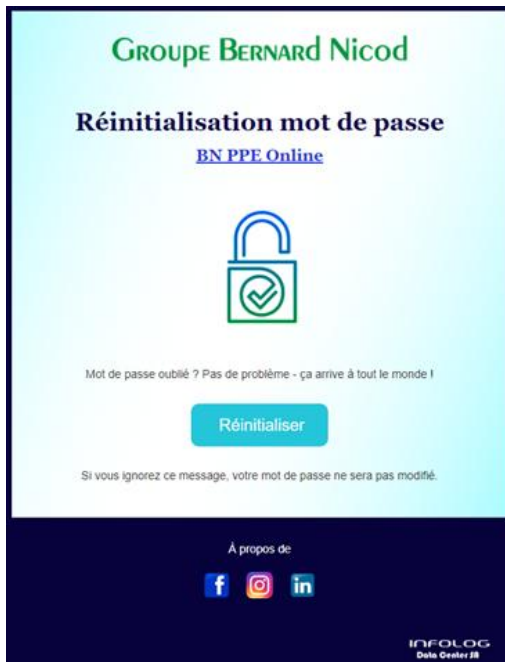 Groupe Bernard Nicod
Réinitialisation mot de passe
BN PPE Online
Mot de passe oublié ? Pas de problème - ça arrive à tout le monde !
Réinitialiser
Si vous ignorez ce message, votre mot de passe ne sera pas modifié.
À propos de
f in
INFOLOG
Data Center SA